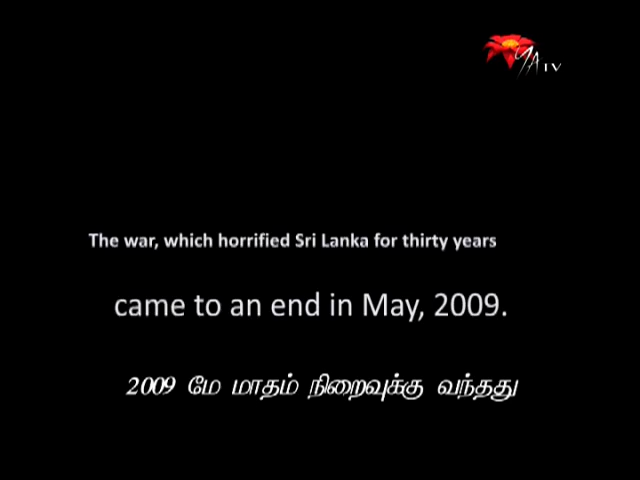 YATV
The war, which horrified Sri Lanka for thirty years
came to an end in May, 2009.
2009 மே மாதம் நிறைவுக்கு வந்தது